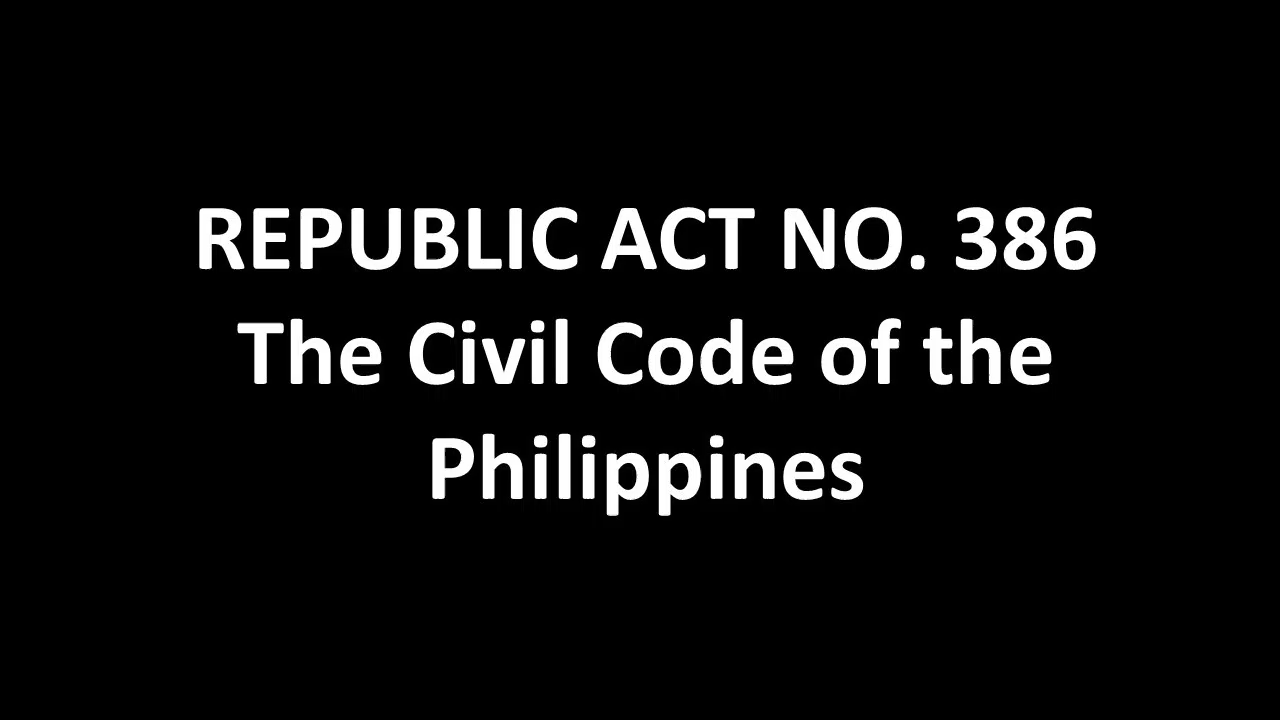 REPUBLIC ACT NO. 386
The Civil Code of the
Philippines